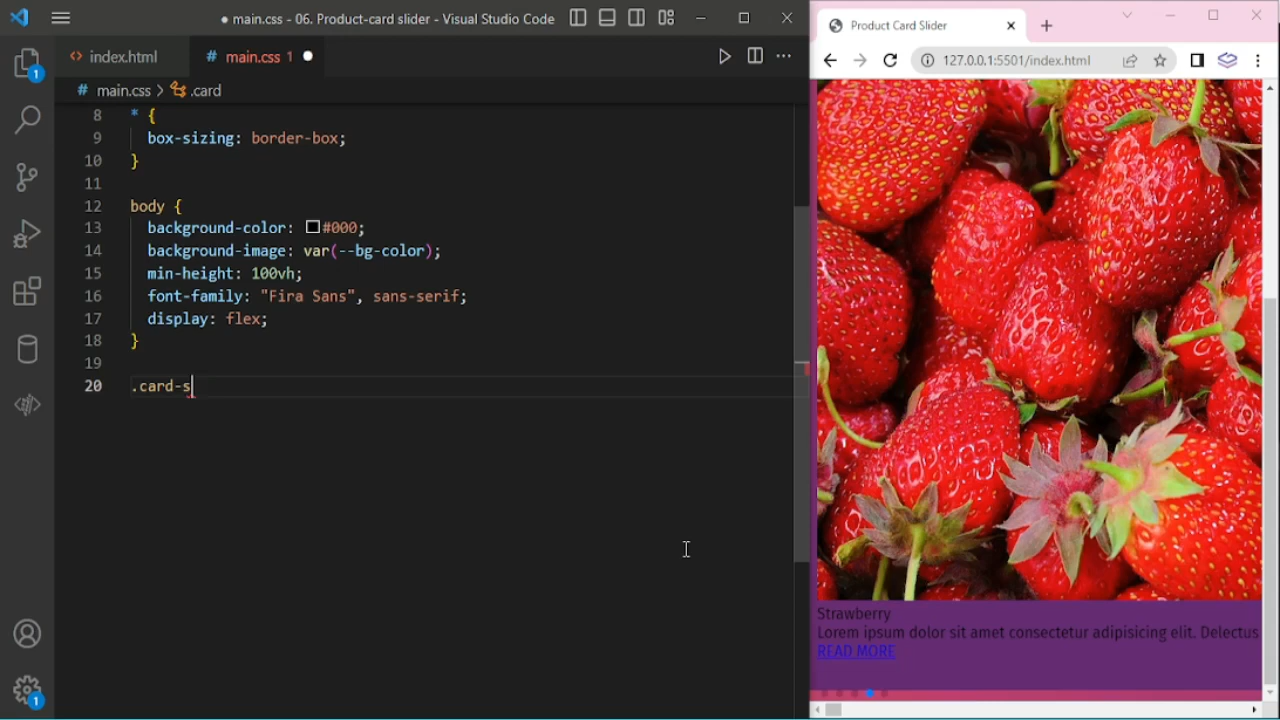 main.css - 06. Product-card slider - Visual Studio Code
index.html
# main.css 1
# main.css > .card
8 * {
9 box-sizing: border-box;
10 }
11
12 body {
13 background-color: #000;
14 background-image: var(--bg-color);
15 min-height: 100vh;
16 font-family: "Fira Sans", sans-serif;
17 display: flex;
18 }
19
20 .card-s
1
1
Product Card Slider
127.0.0.1:5501/index.html
Strawberry
Lorem ipsum dolor sit amet consectetur adipisicing elit. Delectus
READ MORE